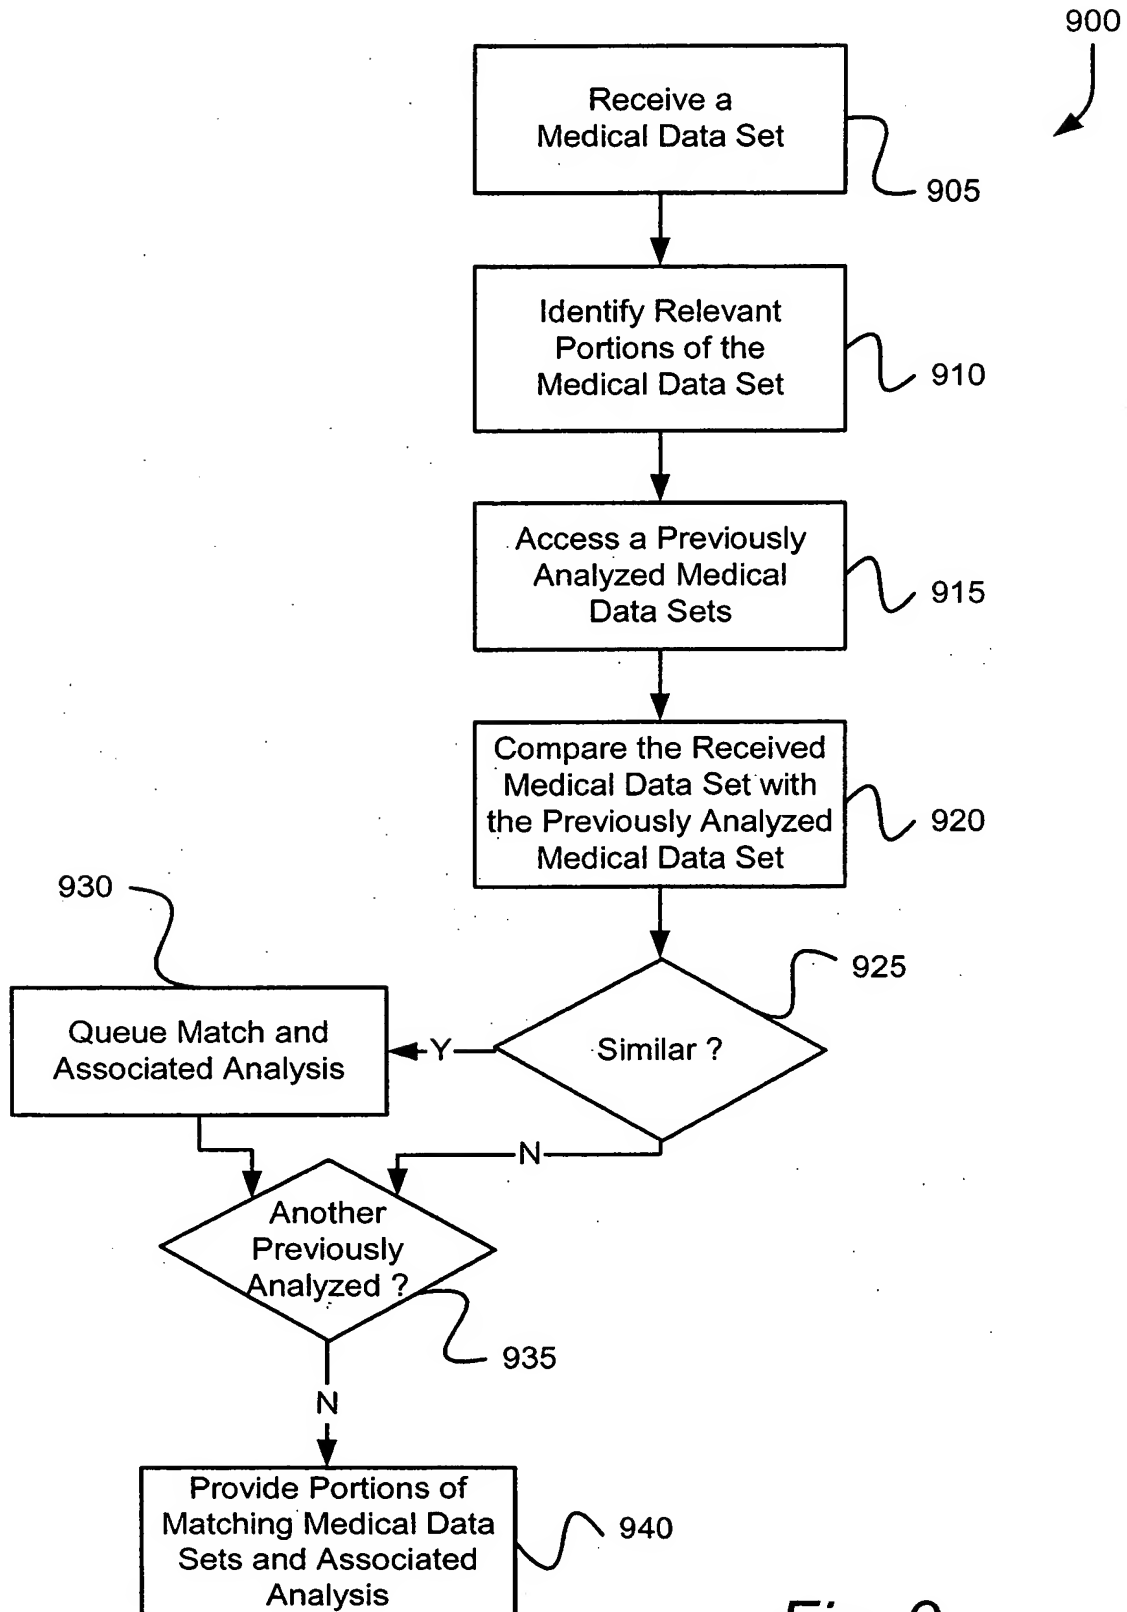 900
Receive a
Medical Data Set
905
Identify Relevant
Portions of the
Medical Data Set
910
Access a Previously
Analyzed Medical
Data Sets
915
Compare the Received
Medical Data Set with
the Previously Analyzed
Medical Data Set
920
930
925
Queue Match and
Associated Analysis
Y
Similar ?
N
Another
Previously
Analyzed ?
935
N
Provide Portions of
Matching Medical Data
Sets and Associated
Analysis
940